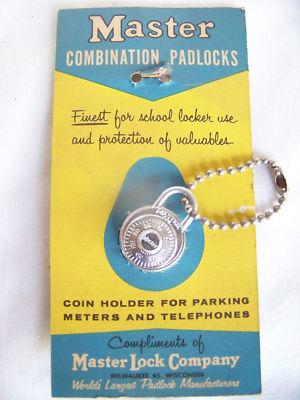 Master
COMBINATION PADLOCKS
Finest for school locker use
and protection of valuables.
MASTER
COIN HOLDER FOR PARKING
METERS AND TELEPHONES
Compliments of
Master Lock Company
MILWAUKEE 45, WISCONSIN
World's Largest Padlock Manufacturers